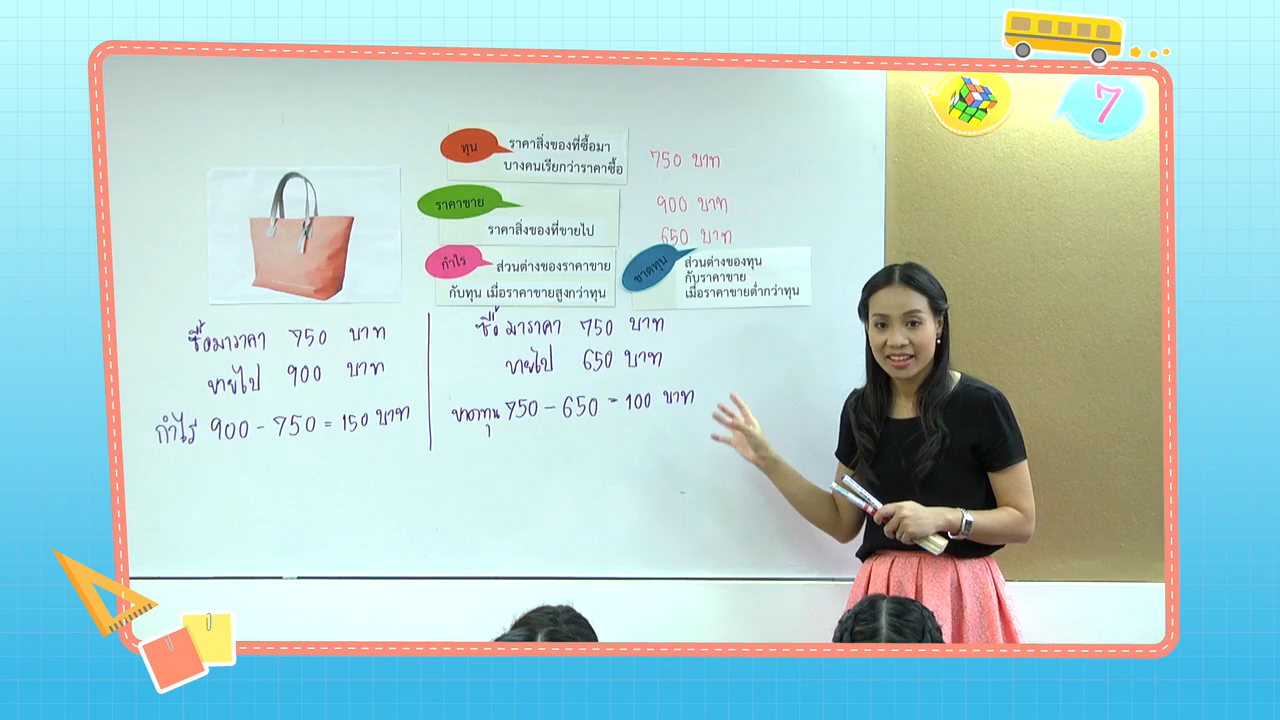 7
ทุน
ราคาสิ่งของที่ซื้อมา
บางคนเรียกว่าราคาซื้อ
750 บาท
ราคาขาย
ราคาสิ่งของที่ขายไป
900 บาท
650 บาท
กำไร
ส่วนต่างของราคาขาย
กับทุน เมื่อราคาขายสูงกว่าทุน
ขาดทุน
ส่วนต่างของทุน
กับราคาขาย
เมื่อราคาขายต่ำกว่าทุน
ซื้อมาราคา 750 บาท
ขายไป 900 บาท
กำไร 900 - 750 = 150 บาท
ซื้อมาราคา 750 บาท
ขายไป 650 บาท
ขาดทุน 750 - 650 = 100 บาท